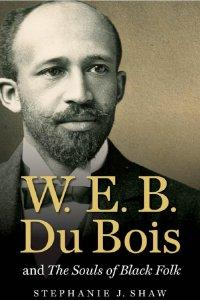 W. E. B.
Du Bois
and The Souls of Black Folk
STEPHANIE J. SHAW